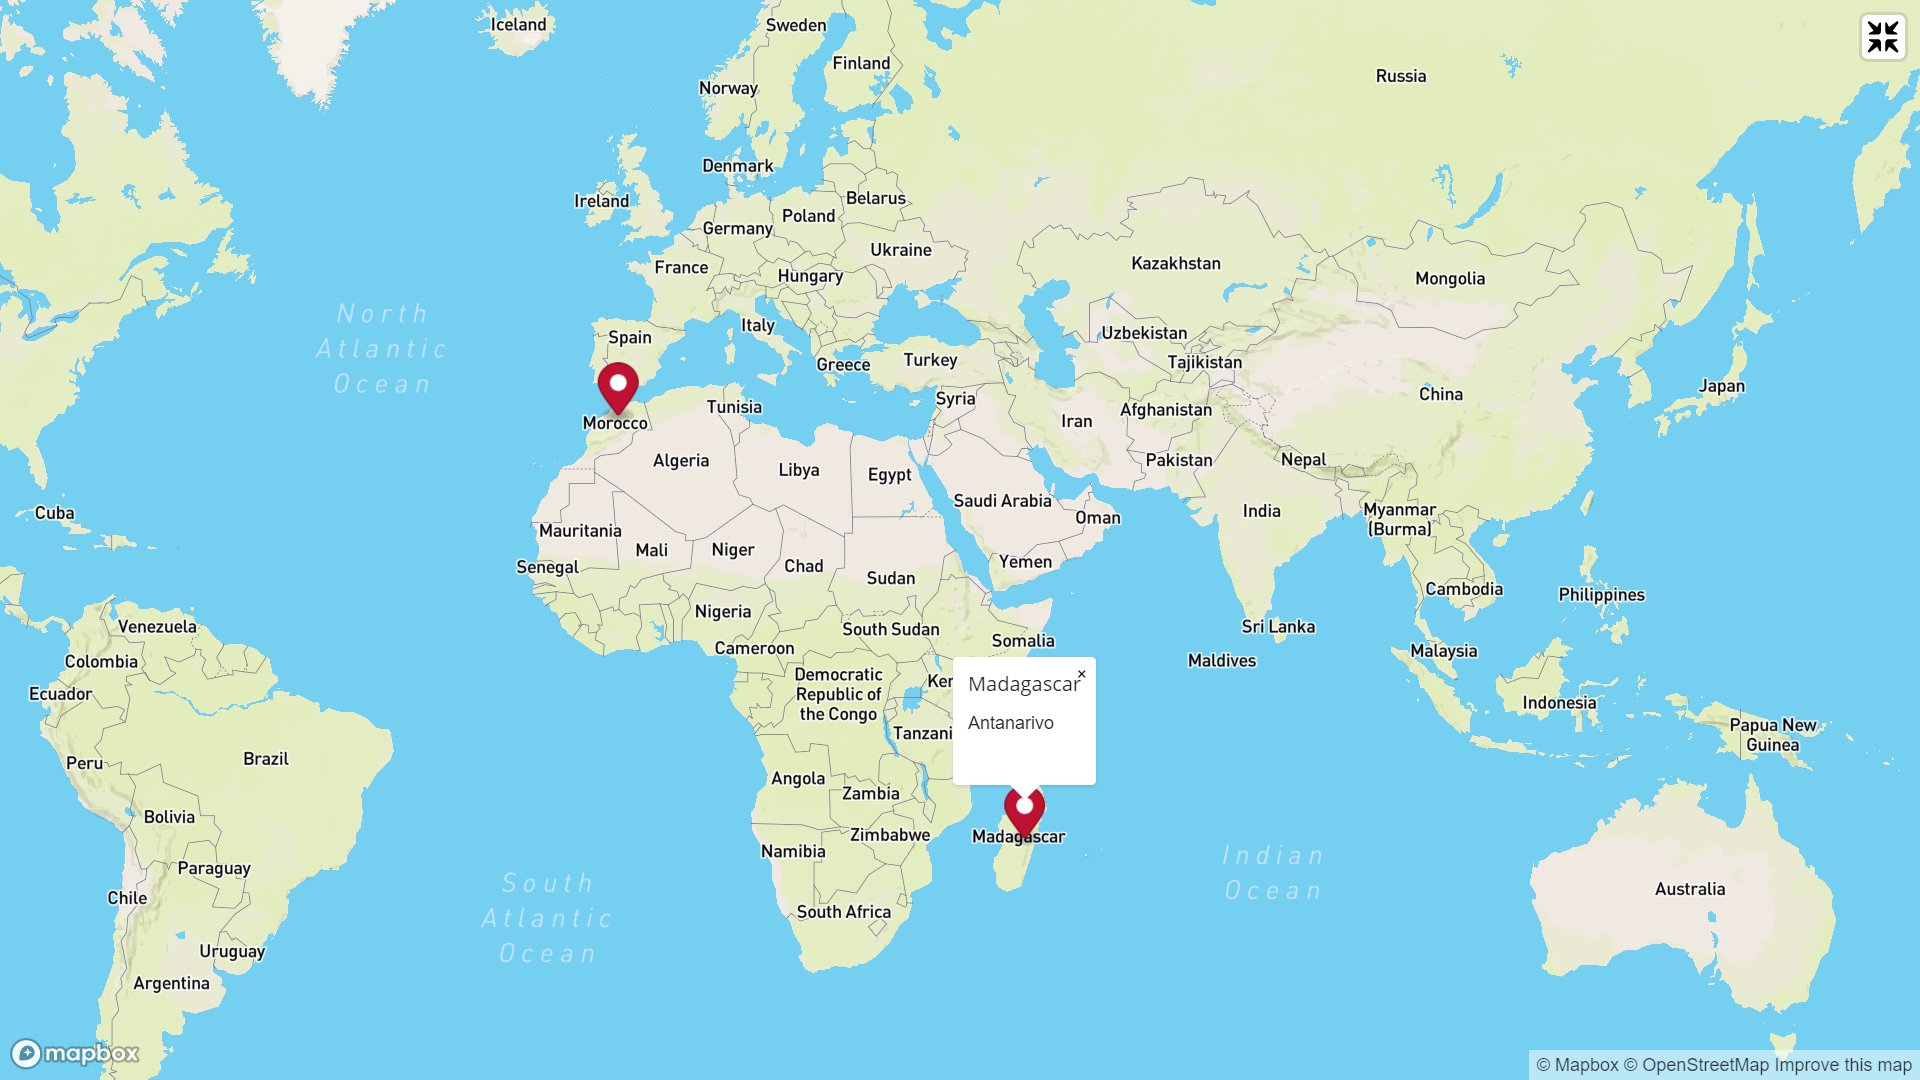 Iceland
Sweden
Finland
Russia
Norway
Denmark
Ireland
Belarus
Poland
Germany
Ukraine
France
Hungary
Kazakhstan
Mongolia
North
Atlantic
Ocean
Italy
Spain
Greece
Turkey
Uzbekistan
Tajikistan
Japan
China
Syria
Tunisia
Afghanistan
Iran
Morocco
Algeria
Libya
Egypt
Pakistan
Nepal
Saudi Arabia
Oman
India
Myanmar
(Burma)
Cuba
Mauritania
Mali
Niger
Chad
Yemen
Senegal
Sudan
Cambodia
Philippines
Nigeria
Venezuela
South Sudan
Somalia
Sri Lanka
Cameroon
Colombia
Maldives
Malaysia
Democratic
Republic of
the Congo
Ecuador
Ken
Madagascar
×
Antanarivo
Indonesia
Tanzani
Papua New
Guinea
Brazil
Peru
Angola
Zambia
Bolivia
Zimbabwe
Madagascar
Namibia
Indian
Ocean
Paraguay
Chile
South
Atlantic
Ocean
South Africa
Australia
Uruguay
Argentina
mapbox
© Mapbox © OpenStreetMap Improve this map